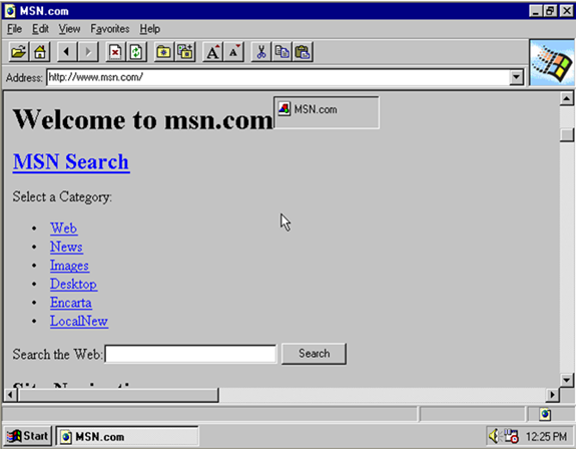 MSN.com
File Edit View Favorites Help
Address: http://www.msn.com/
Welcome to msn.com
MSN.com
MSN Search
Select a Category:
Web
News
Images
Desktop
Encarta
LocalNew
Search the Web: Search
Start MSN.com 12:25 PM